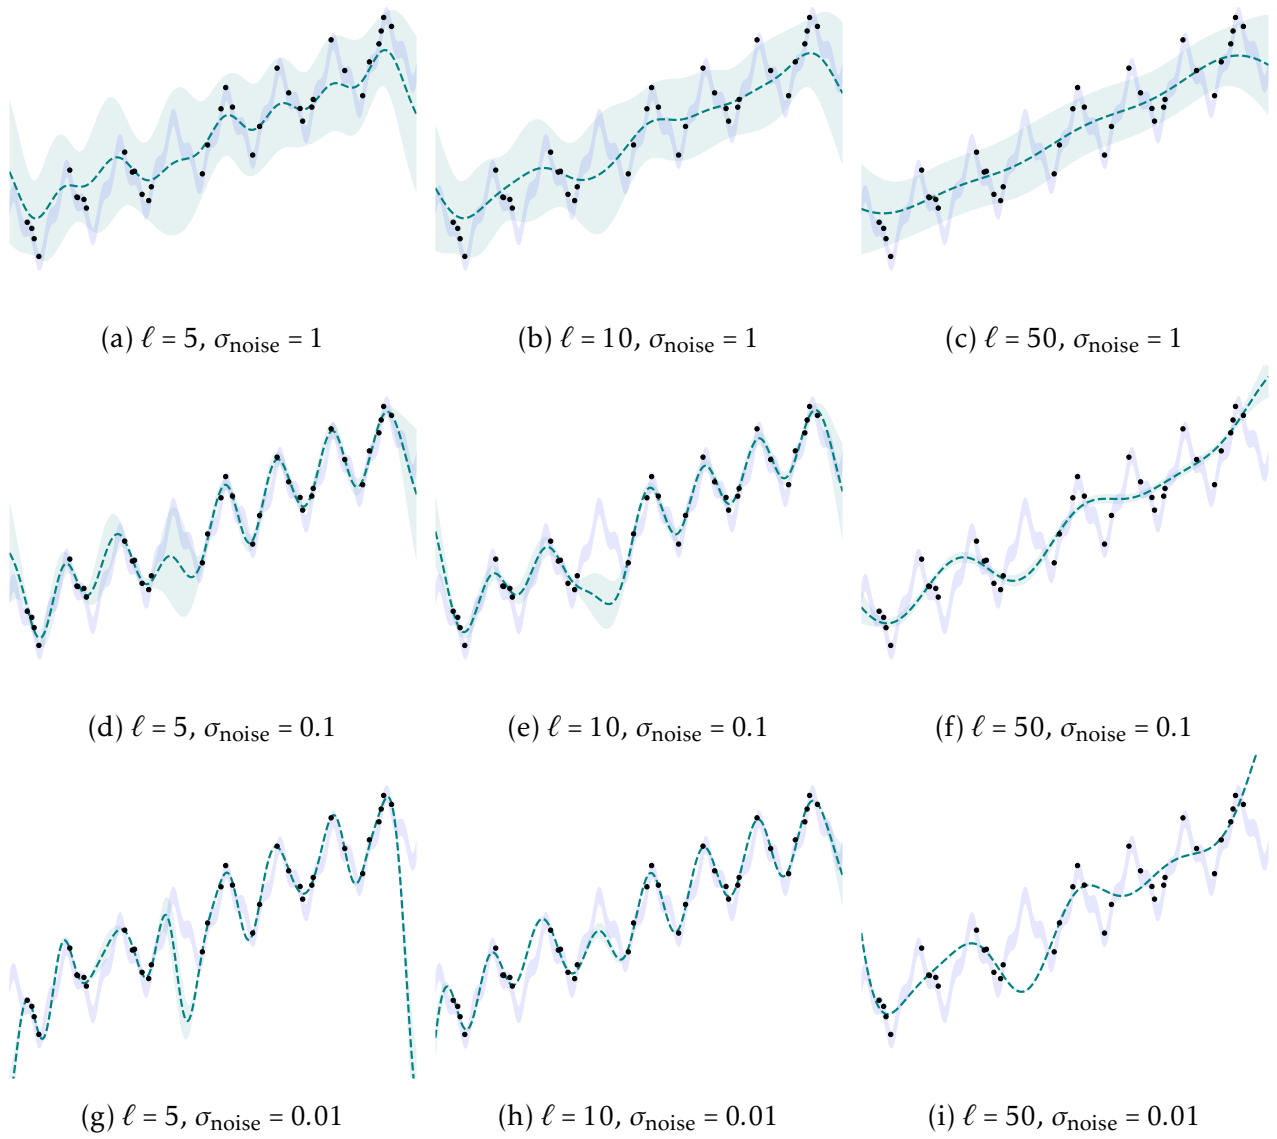 (a) ℓ = 5, σnoise = 1
(b) ℓ = 10, σnoise = 1
(c) ℓ = 50, σnoise = 1
(d) ℓ = 5, σnoise = 0.1
(e) ℓ = 10, σnoise = 0.1
(f) ℓ = 50, σnoise = 0.1
(g) ℓ = 5, σnoise = 0.01
(h) ℓ = 10, σnoise = 0.01
(i) ℓ = 50, σnoise = 0.01